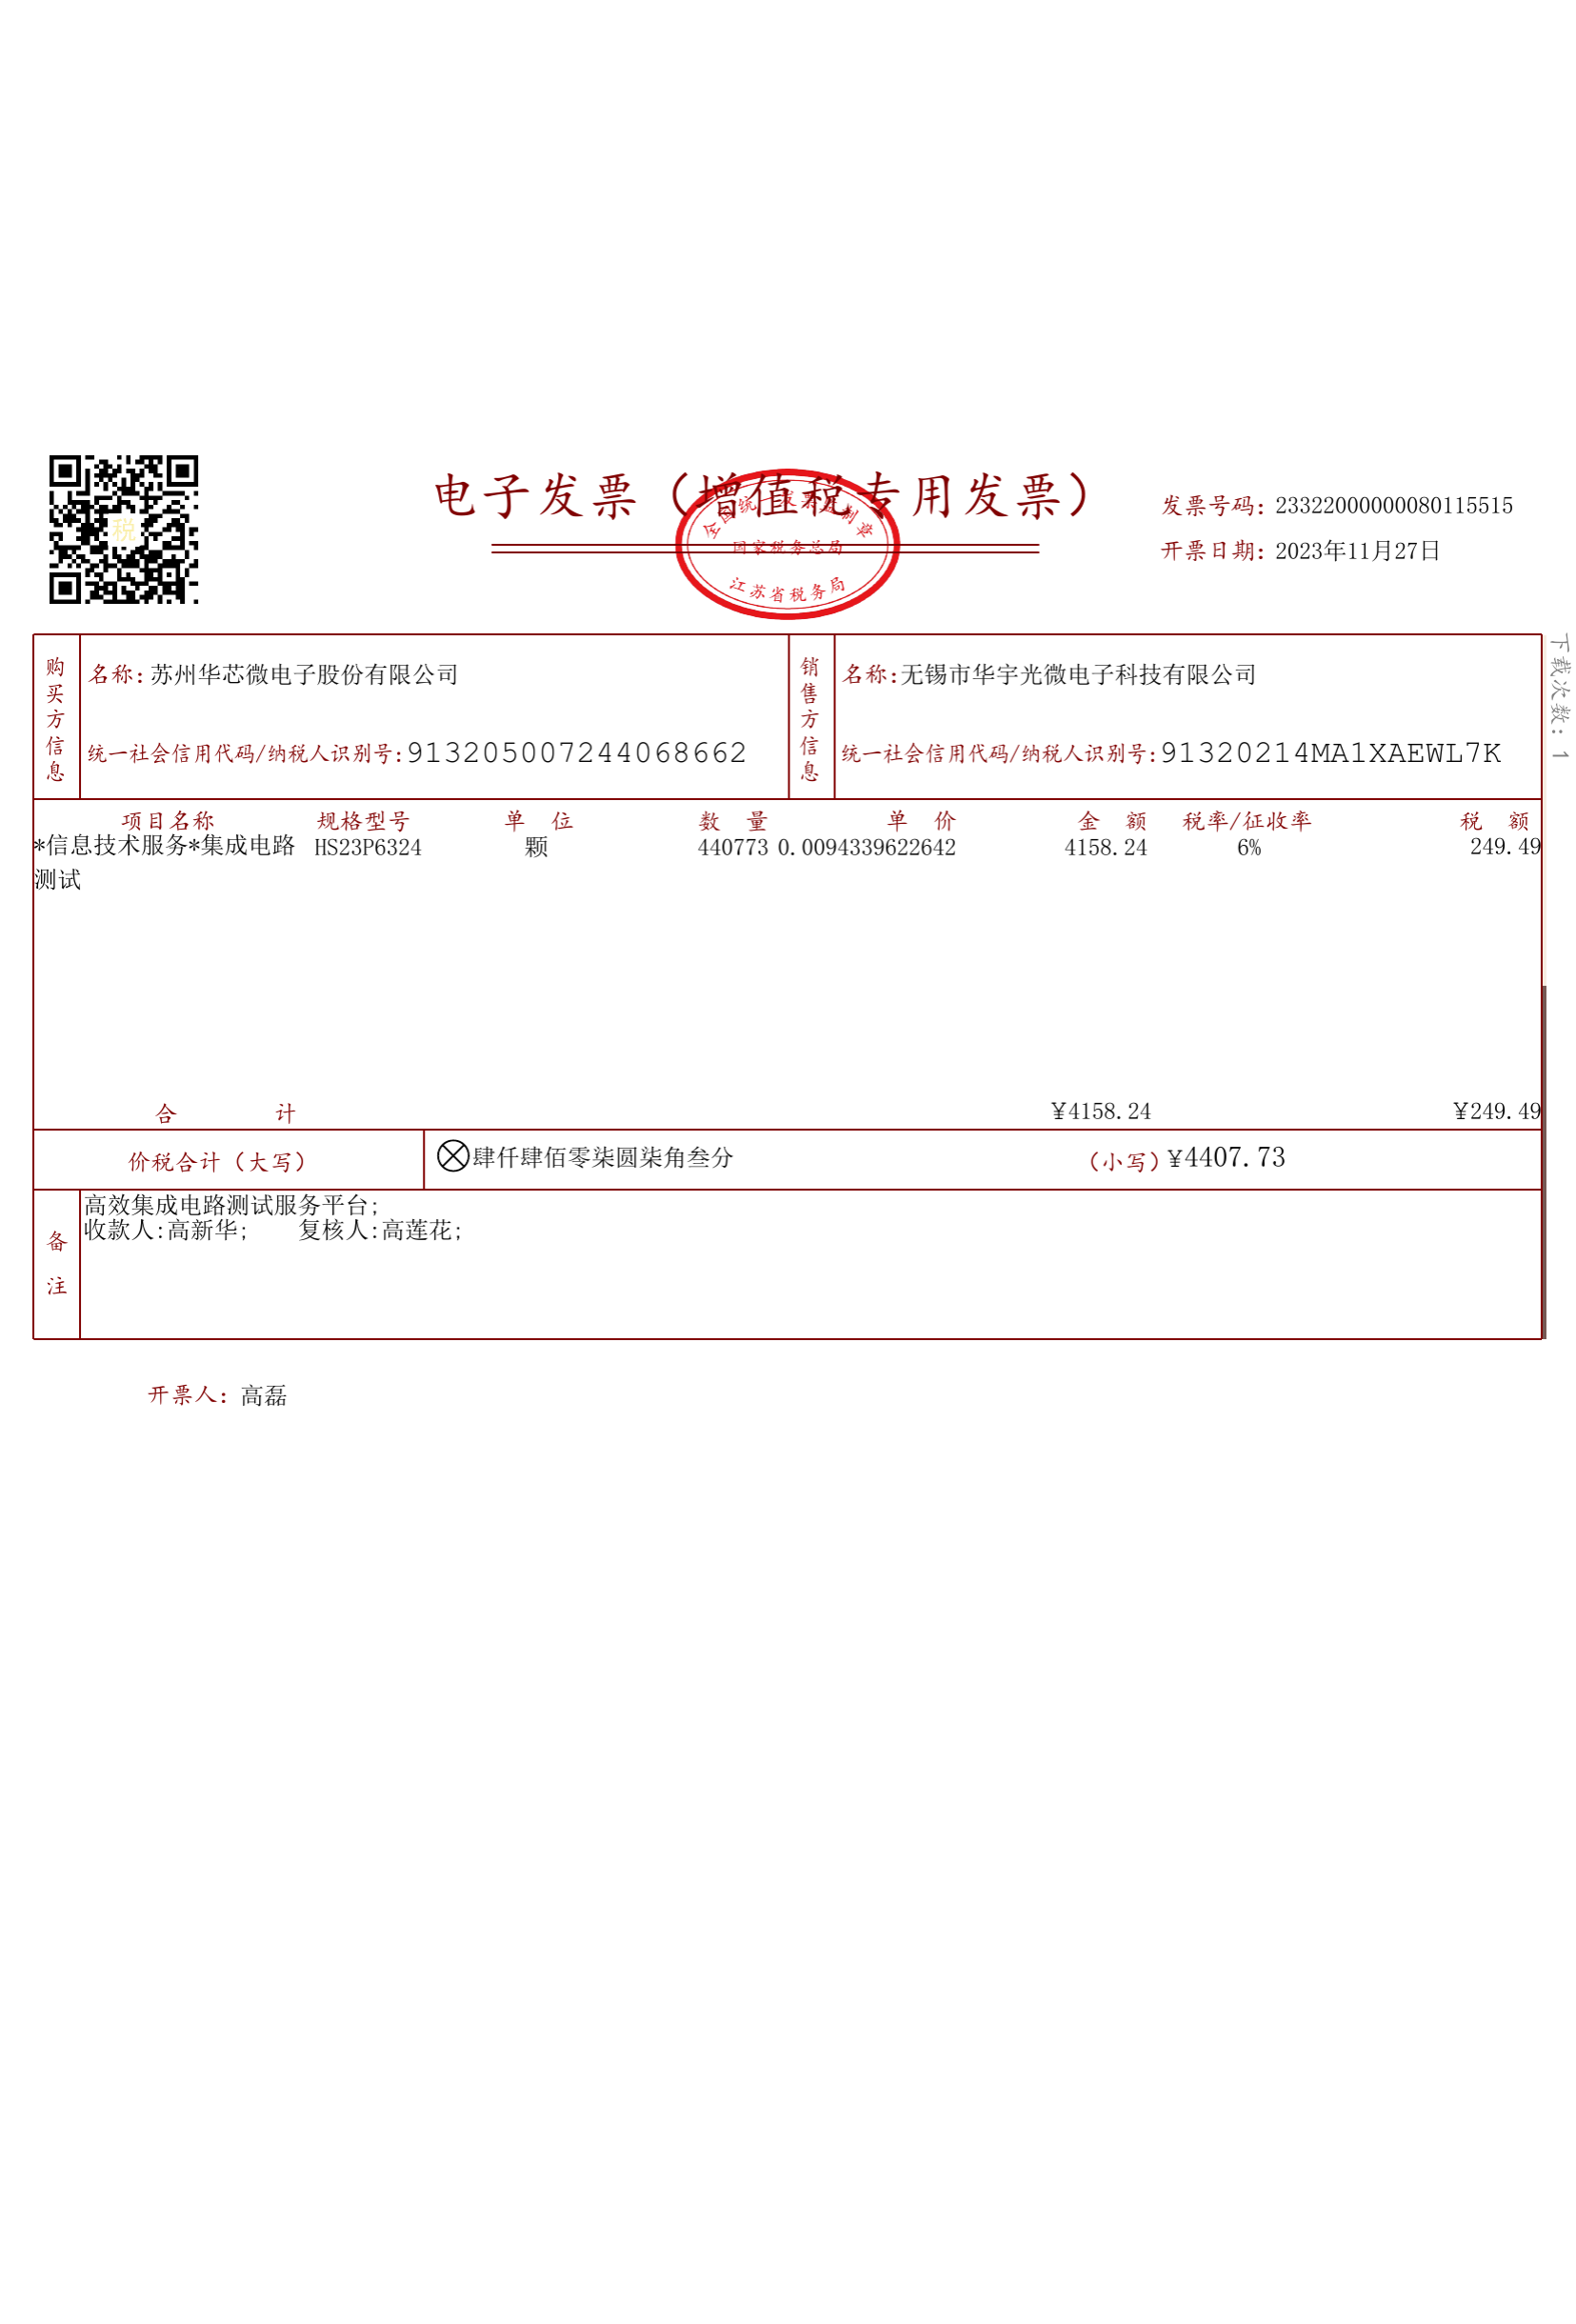 电子发票（增值税专用发票）
全国统一发票监制章
国家税务总局
江苏省税务局
税
发票号码: 23322000000080115515
开票日期: 2023年11月27日
下载次数: 1
购买方信息
名称: 苏州华芯微电子股份有限公司
统一社会信用代码/纳税人识别号: 913205007244068662
销售方信息
名称: 无锡市华宇光微电子科技有限公司
统一社会信用代码/纳税人识别号: 91320214MA1XAEWL7K
项目名称 规格型号 单 位 数 量 单 价 金 额 税率/征收率 税 额
*信息技术服务*集成电路 HS23P6324 颗 440773 0.0094339622642 4158.24 6% 249.49
测试
合 计 ¥4158.24 ¥249.49
价税合计（大写） ⊗肆仟肆佰零柒圆柒角叁分 （小写）¥4407.73
备注
高效集成电路测试服务平台;
收款人:高新华; 复核人:高莲花;
开票人: 高磊